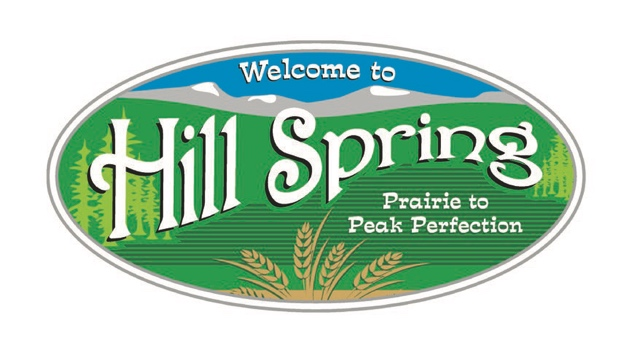 Welcome to
Hill Spring
Prairie to
Peak Perfection